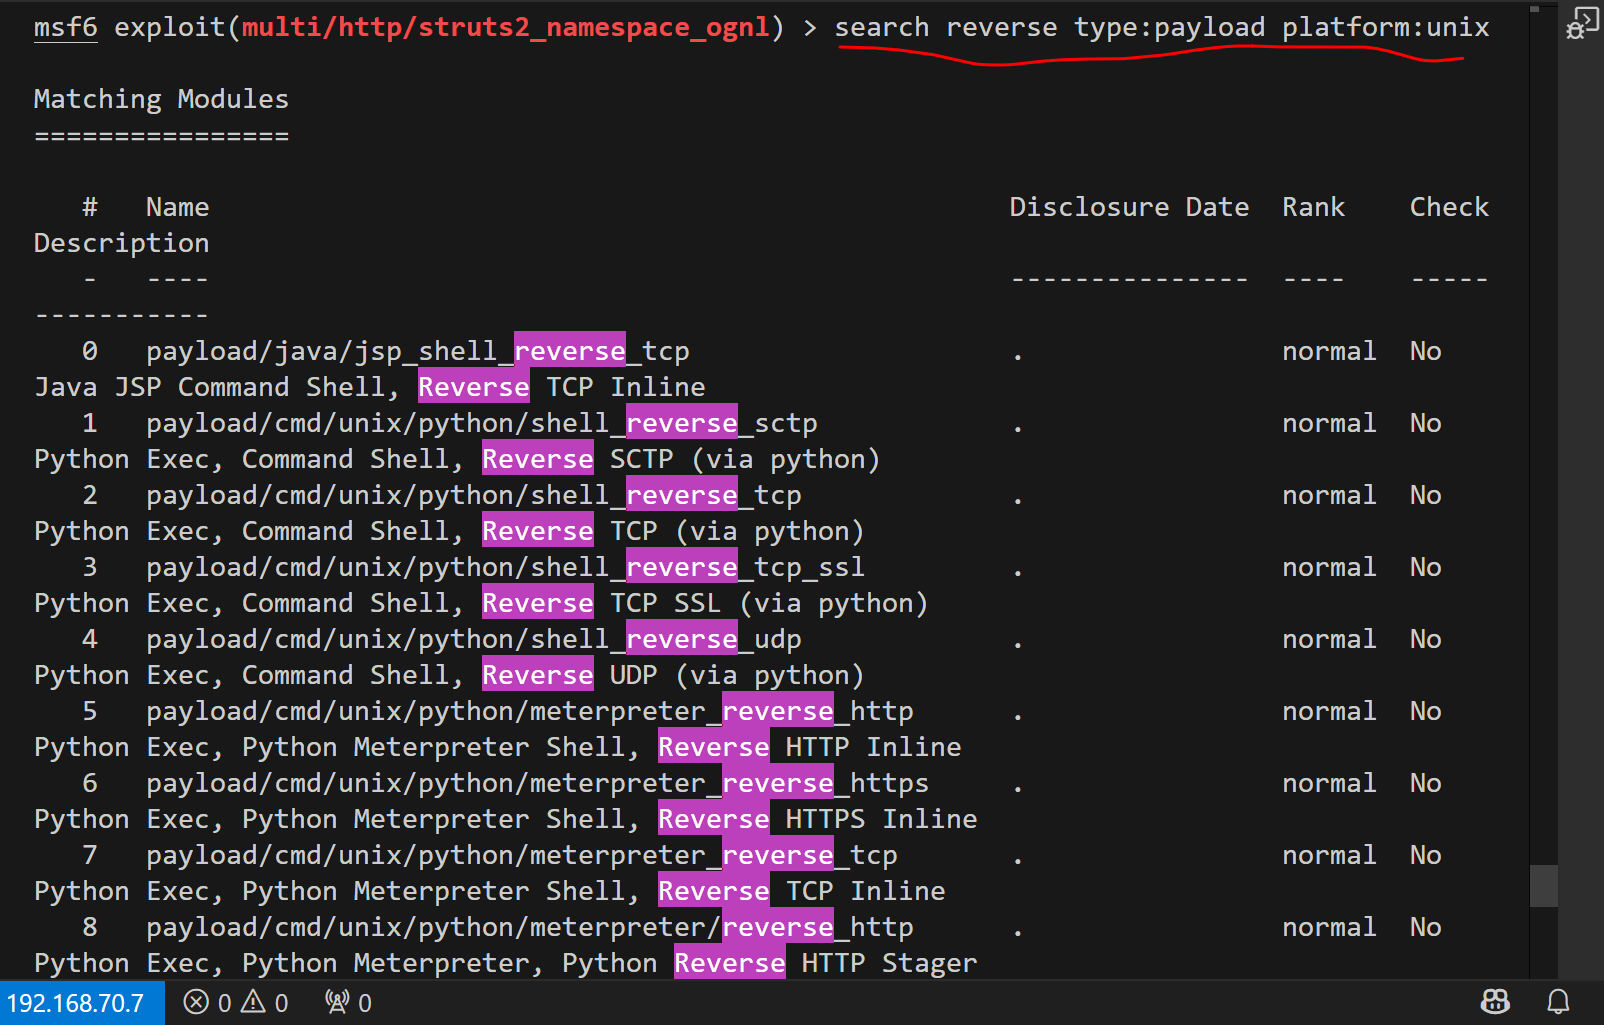 msf6 exploit(multi/http/struts2_namespace_ognl) > search reverse type:payload platform:unix
Matching Modules
================
#   Name                                                  Disclosure Date  Rank    Check
Description
-   ----                                                  ---------------  ----    -----
-----------
0   payload/java/jsp_shell_reverse_tcp                    .                normal  No
Java JSP Command Shell, Reverse TCP Inline
1   payload/cmd/unix/python/shell_reverse_sctp            .                normal  No
Python Exec, Command Shell, Reverse SCTP (via python)
2   payload/cmd/unix/python/shell_reverse_tcp             .                normal  No
Python Exec, Command Shell, Reverse TCP (via python)
3   payload/cmd/unix/python/shell_reverse_tcp_ssl         .                normal  No
Python Exec, Command Shell, Reverse TCP SSL (via python)
4   payload/cmd/unix/python/shell_reverse_udp             .                normal  No
Python Exec, Command Shell, Reverse UDP (via python)
5   payload/cmd/unix/python/meterpreter_reverse_http      .                normal  No
Python Exec, Python Meterpreter Shell, Reverse HTTP Inline
6   payload/cmd/unix/python/meterpreter_reverse_https     .                normal  No
Python Exec, Python Meterpreter Shell, Reverse HTTPS Inline
7   payload/cmd/unix/python/meterpreter_reverse_tcp       .                normal  No
Python Exec, Python Meterpreter Shell, Reverse TCP Inline
8   payload/cmd/unix/python/meterpreter/reverse_http      .                normal  No
Python Exec, Python Meterpreter, Python Reverse HTTP Stager
192.168.70.7 0 0 0